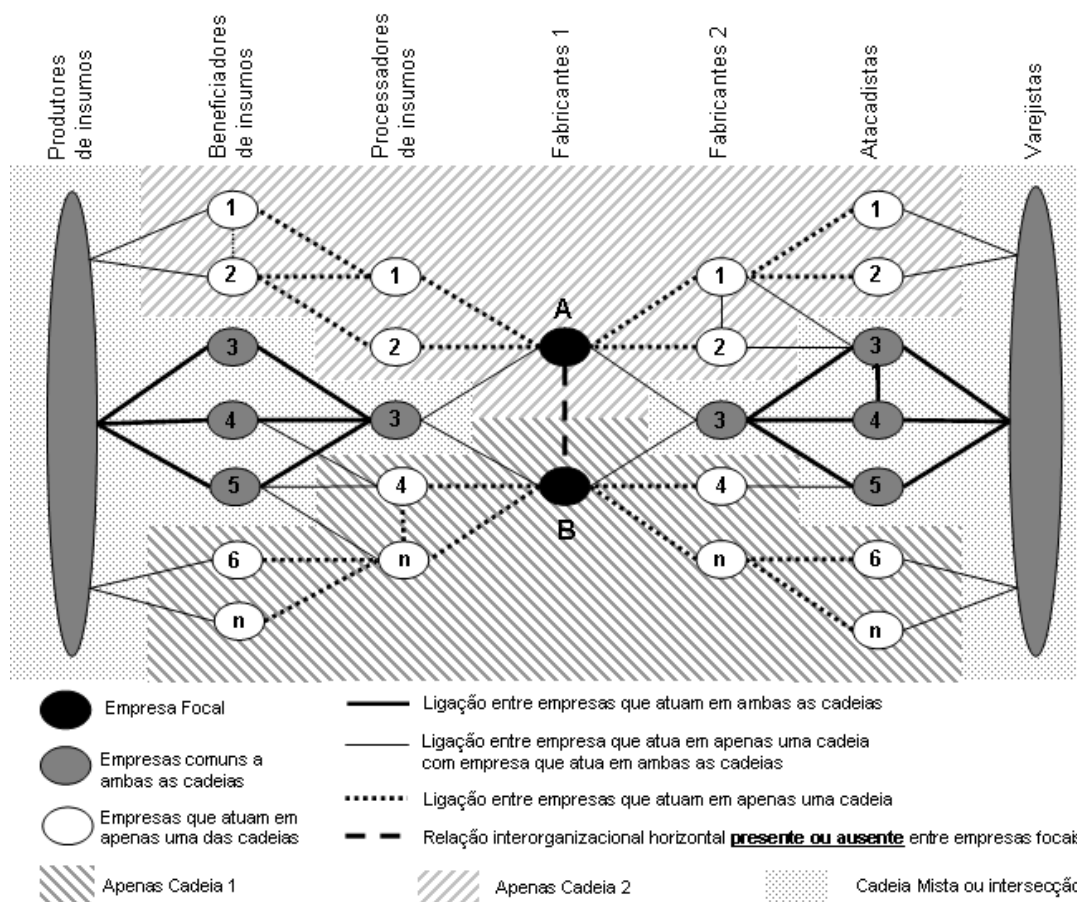 Produtores
de insumos
Beneficiadores
de insumos
Processadores
de insumos
Fabricantes 1
Fabricantes 2
Atacadistas
Varejistas
1
1
2
1
1
2
A
3
2
2
3
1
4
3
3
4
5
4
4
5
B
6
n
n
6
n
n
Empresa Focal
Ligação entre empresas que atuam em ambas as cadeias
Empresas comuns a
ambas as cadeias
Ligação entre empresa que atua em apenas uma cadeia
com empresa que atua em ambas as cadeias
Empresas que atuam em
apenas uma das cadeias
Ligação entre empresas que atuam em apenas uma cadeia
Relação interorganizacional horizontal presente ou ausente entre empresas focais
Apenas Cadeia 1
Apenas Cadeia 2
Cadeia Mista ou intersecção